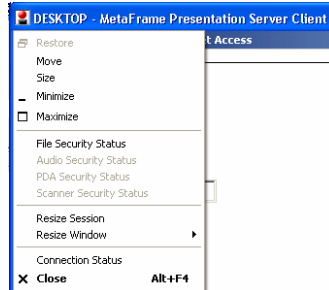 DESKTOP - MetaFrame Presentation Server Client
t Access
Restore
Move
Size
Minimize
Maximize
File Security Status
Audio Security Status
PDA Security Status
Scanner Security Status
Resize Session
Resize Window
Connection Status
Close Alt+F4